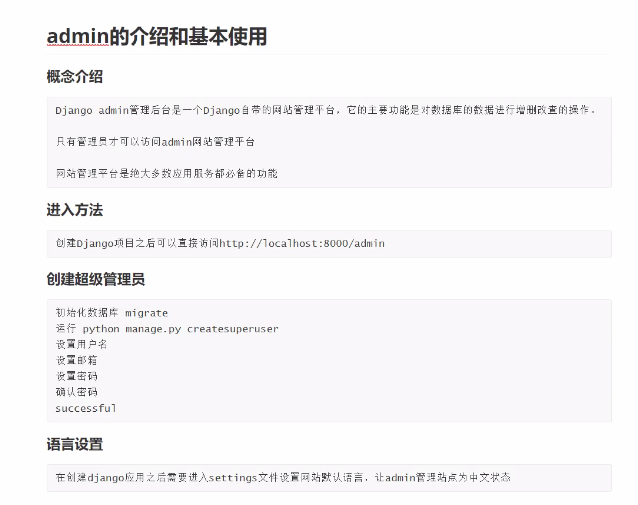 admin的介绍和基本使用
概念介绍
Django admin管理后台是一个Django自带的网站管理平台，它的主要功能是对数据库的数据进行增删改查的操作。
只有管理员才可以访问admin网站管理平台
网站管理平台是绝大多数应用服务都必备的功能
进入方法
创建Django项目之后可以直接访问http://localhost:8000/admin
创建超级管理员
初始化数据库 migrate
运行 python manage.py createsuperuser
设置用户名
设置邮箱
设置密码
确认密码
successful
语言设置
在创建django应用之后需要进入settings文件设置网站默认语言，让admin管理站点为中文状态